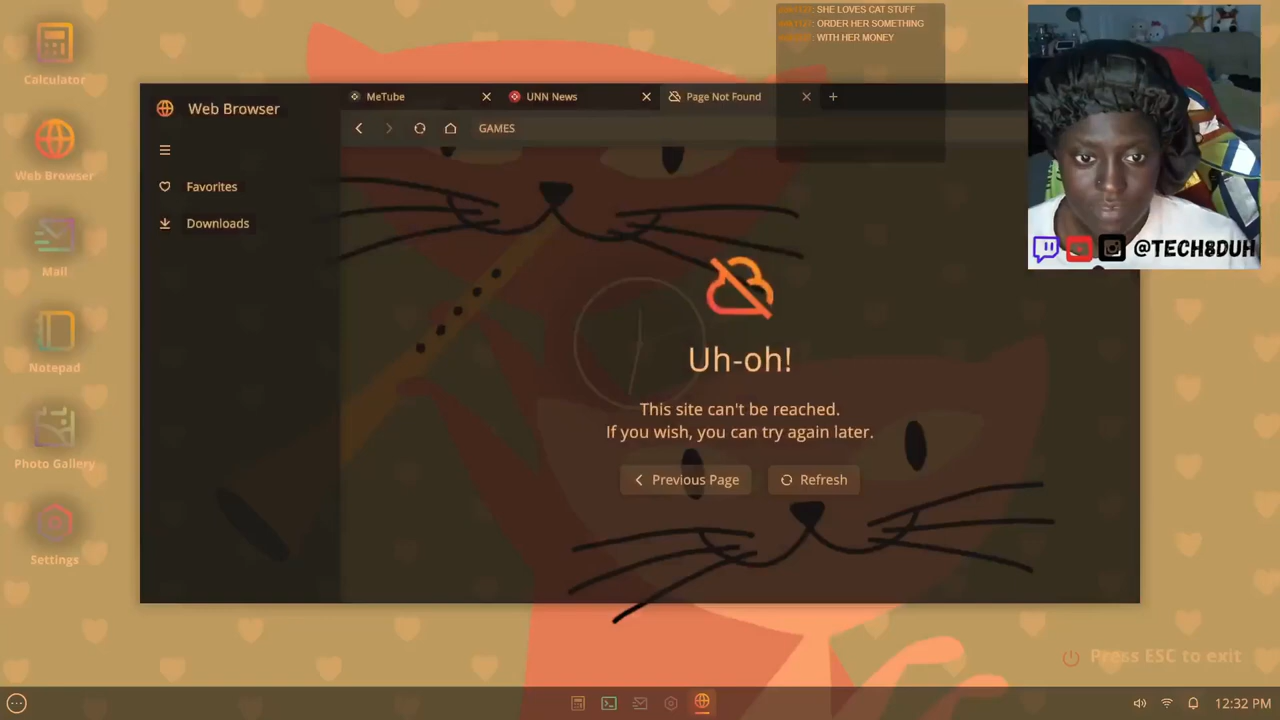 SHE LOVES CAT STUFF
ORDER HER SOMETHING
WITH HER MONEY
Calculator
Web Browser
Mail
Notepad
Photo Gallery
Settings
Web Browser
Favorites
Downloads
MeTube
UNN News
Page Not Found
GAMES
Uh-oh!
This site can't be reached.
If you wish, you can try again later.
Previous Page
Refresh
@TECH8DUH
Press ESC to exit
12:32 PM